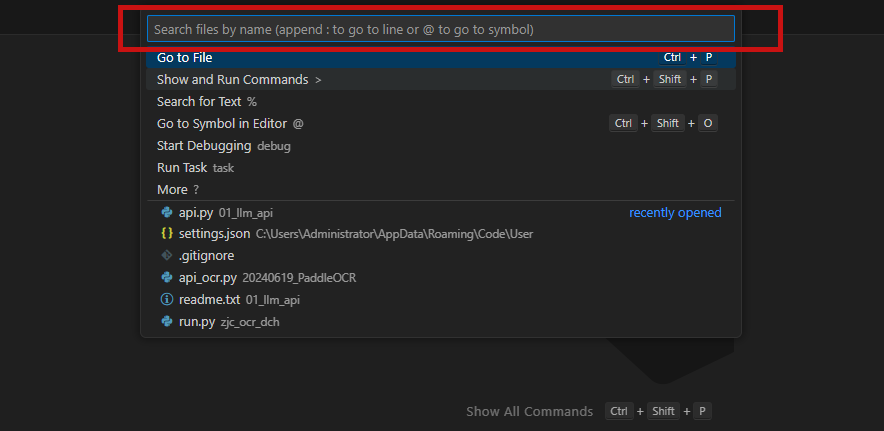 Search files by name (append : to go to line or @ to go to symbol)
Go to File Ctrl + P
Show and Run Commands > Ctrl + Shift + P
Search for Text %
Go to Symbol in Editor @ Ctrl + Shift + O
Start Debugging debug
Run Task task
More ?
api.py 01_llm_api recently opened
{} settings.json C:\Users\Administrator\AppData\Roaming\Code\User
.gitignore
api_ocr.py 20240619_PaddleOCR
readme.txt 01_llm_api
run.py zjc_ocr_dch
Show All Commands Ctrl + Shift + P